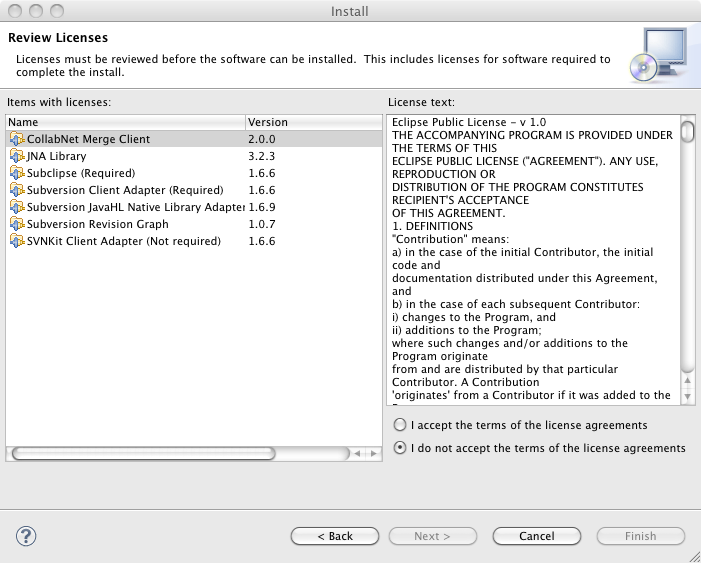 Install
Review Licenses
Licenses must be reviewed before the software can be installed.  This includes licenses for software required to
complete the install.
Items with licenses:
Name Version
CollabNet Merge Client 2.0.0
JNA Library 3.2.3
Subclipse (Required) 1.6.6
Subversion Client Adapter (Required) 1.6.6
Subversion JavaHL Native Library Adapter 1.6.9
Subversion Revision Graph 1.0.7
SVNKit Client Adapter (Not required) 1.6.6
License text:
Eclipse Public License - v 1.0
THE ACCOMPANYING PROGRAM IS PROVIDED UNDER
THE TERMS OF THIS
ECLIPSE PUBLIC LICENSE ("AGREEMENT"). ANY USE,
REPRODUCTION OR
DISTRIBUTION OF THE PROGRAM CONSTITUTES
RECIPIENT'S ACCEPTANCE
OF THIS AGREEMENT.
1. DEFINITIONS
"Contribution" means:
a) in the case of the initial Contributor, the initial
code and
documentation distributed under this Agreement,
and
b) in the case of each subsequent Contributor:
i) changes to the Program, and
ii) additions to the Program;
where such changes and/or additions to the
Program originate
from and are distributed by that particular
Contributor. A Contribution
'originates' from a Contributor if it was added to the
I accept the terms of the license agreements
I do not accept the terms of the license agreements
?
< Back
Next >
Cancel
Finish